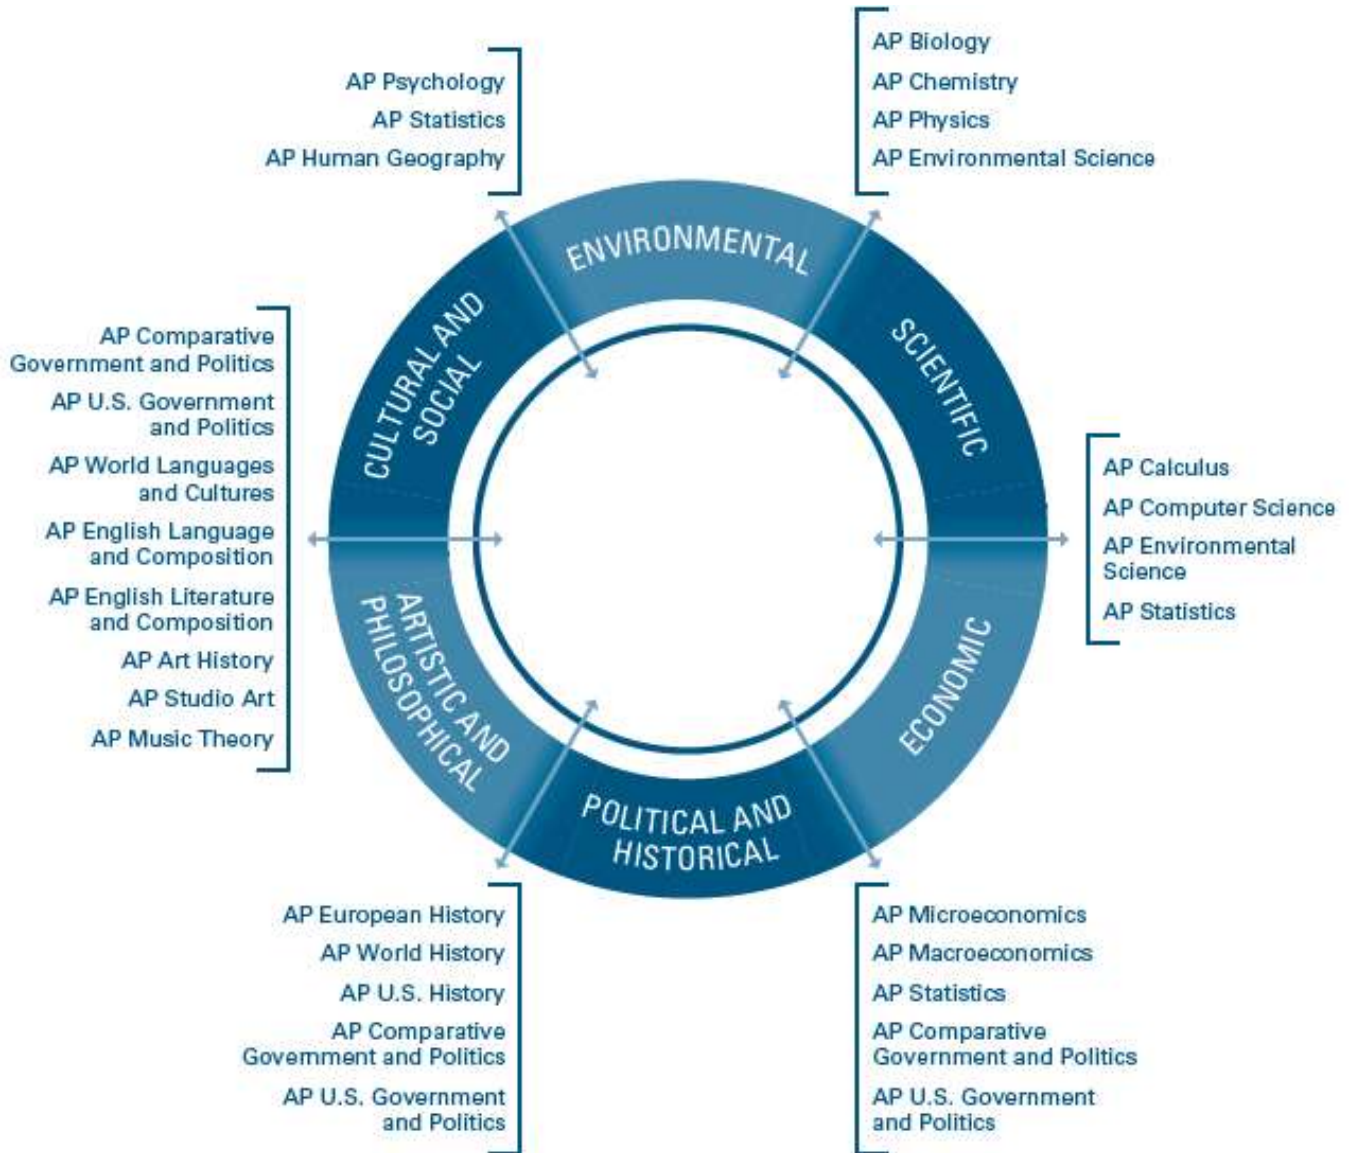 AP Psychology
AP Statistics
AP Human Geography
AP Biology
AP Chemistry
AP Physics
AP Environmental Science
ENVIRONMENTAL
SCIENTIFIC
ECONOMIC
POLITICAL AND
HISTORICAL
ARTISTIC AND
PHILOSOPHICAL
CULTURAL AND
SOCIAL
AP Comparative
Government and Politics
AP U.S. Government
and Politics
AP World Languages
and Cultures
AP English Language
and Composition
AP English Literature
and Composition
AP Art History
AP Studio Art
AP Music Theory
AP Calculus
AP Computer Science
AP Environmental
Science
AP Statistics
AP European History
AP World History
AP U.S. History
AP Comparative
Government and Politics
AP U.S. Government
and Politics
AP Microeconomics
AP Macroeconomics
AP Statistics
AP Comparative
Government and Politics
AP U.S. Government
and Politics